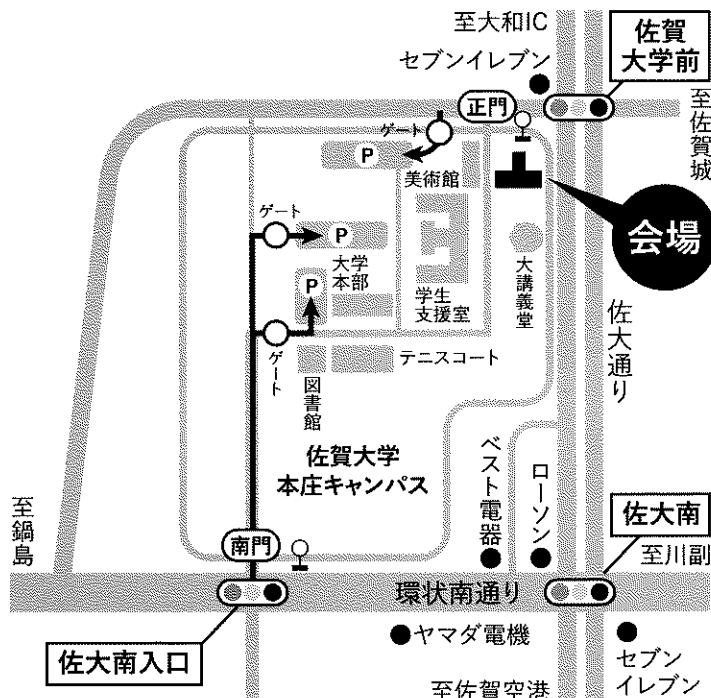 至大和IC
佐賀
大学前
セブンイレブン
正門
至佐賀城
ゲート
P
美術館
会場
ゲート
P
大学
本部
P
学生
支援室
大講義堂
佐大通り
ゲート
テニスコート
図書館
佐賀大学
本庄キャンパス
ベスト電器
ローソン
至鍋島
南門
佐大南
至川副
環状南通り
佐大南入口
ヤマダ電機
セブン
イレブン
至佐賀空港